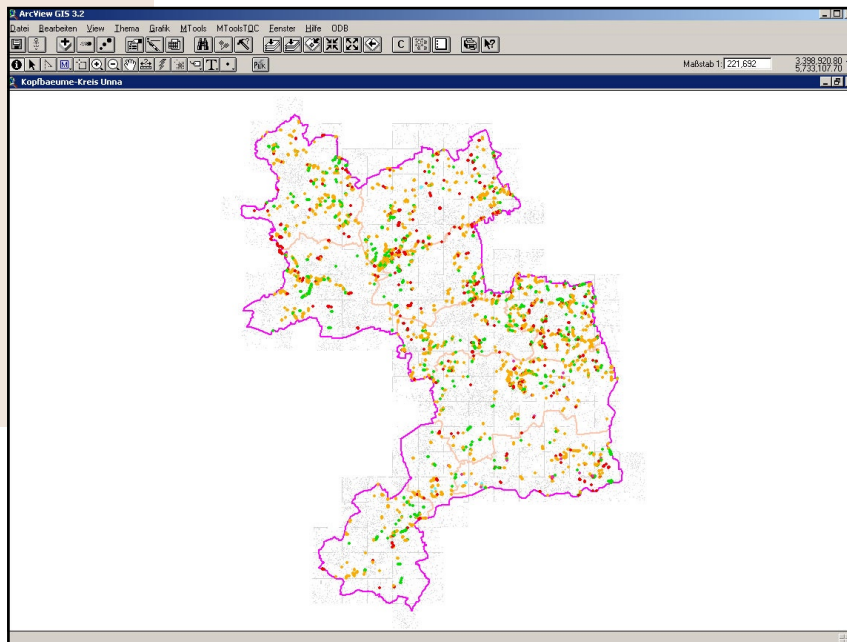 ArcView GIS 3.2
Datei Bearbeiten View Thema Grafik MTools MToolsTQC Fenster Hilfe ODB
Maßstab 1: 221,692
3,398,920.80
5,733,107.70
Kopfbaeume-Kreis Unna